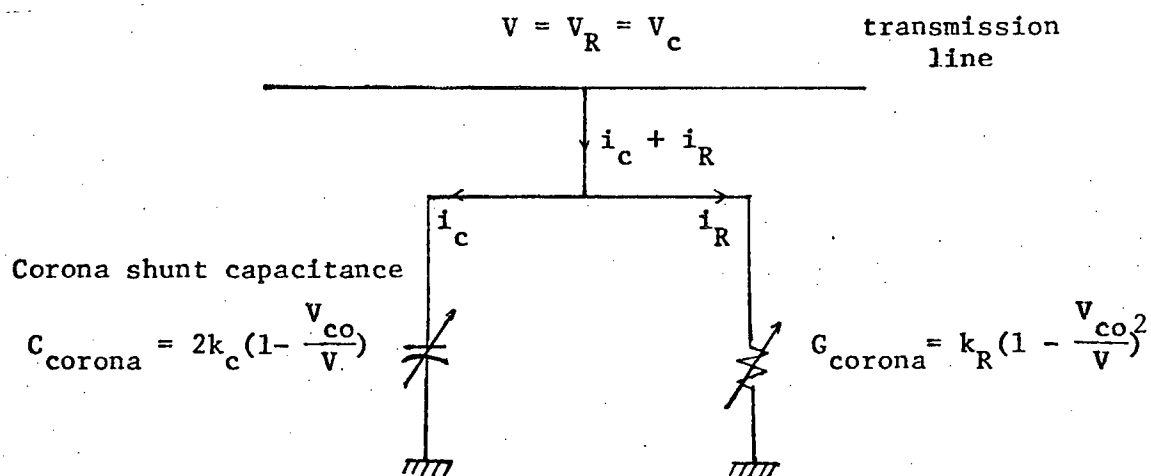 V = V_R = V_c
transmission
line
i_c + i_R
i_c
i_R
Corona shunt capacitance
C_corona = 2k_c(1- V_co/V)
G_corona = k_R(1 - V_co/V)^2